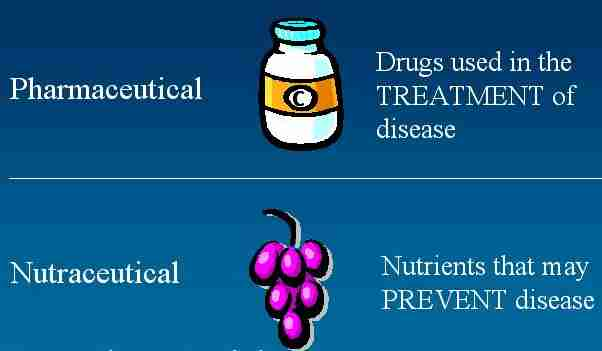 Pharmaceutical
C
Drugs used in the
TREATMENT of
disease
Nutraceutical
Nutrients that may
PREVENT disease